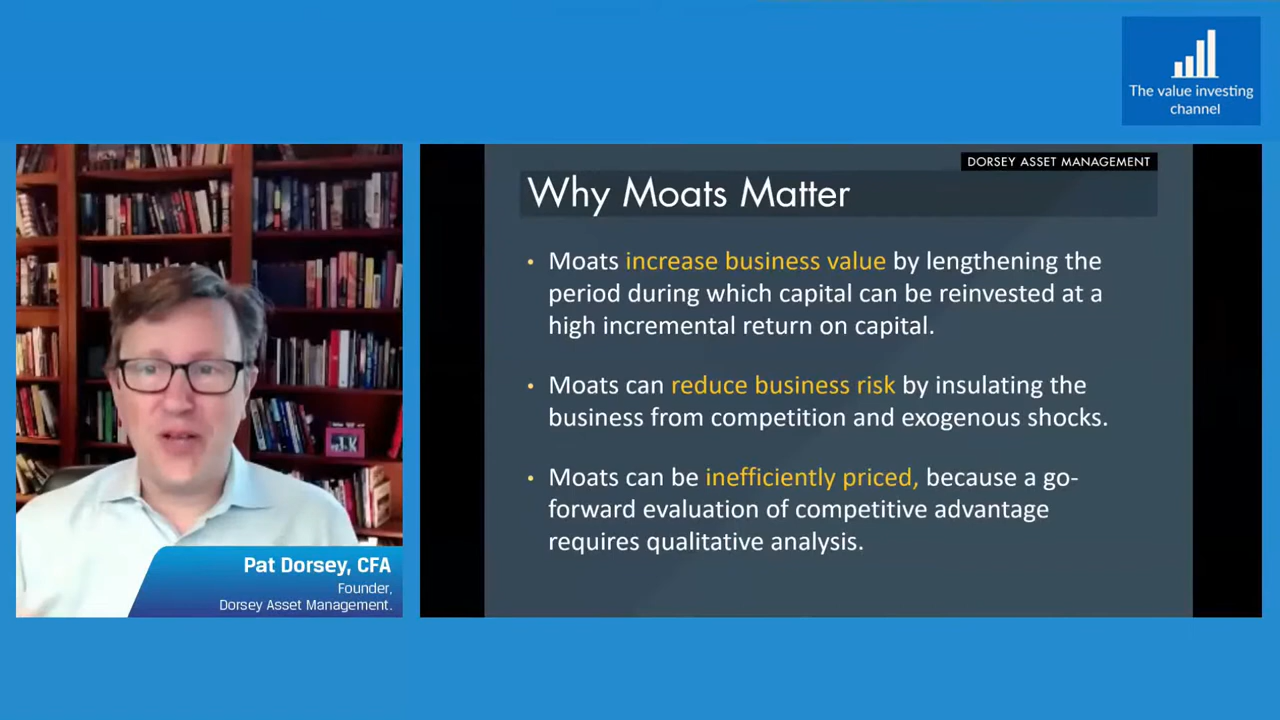 The value investing
channel
DORSEY ASSET MANAGEMENT
Why Moats Matter
• Moats increase business value by lengthening the
period during which capital can be reinvested at a
high incremental return on capital.
• Moats can reduce business risk by insulating the
business from competition and exogenous shocks.
• Moats can be inefficiently priced, because a go-
forward evaluation of competitive advantage
requires qualitative analysis.
Pat Dorsey, CFA
Founder,
Dorsey Asset Management.